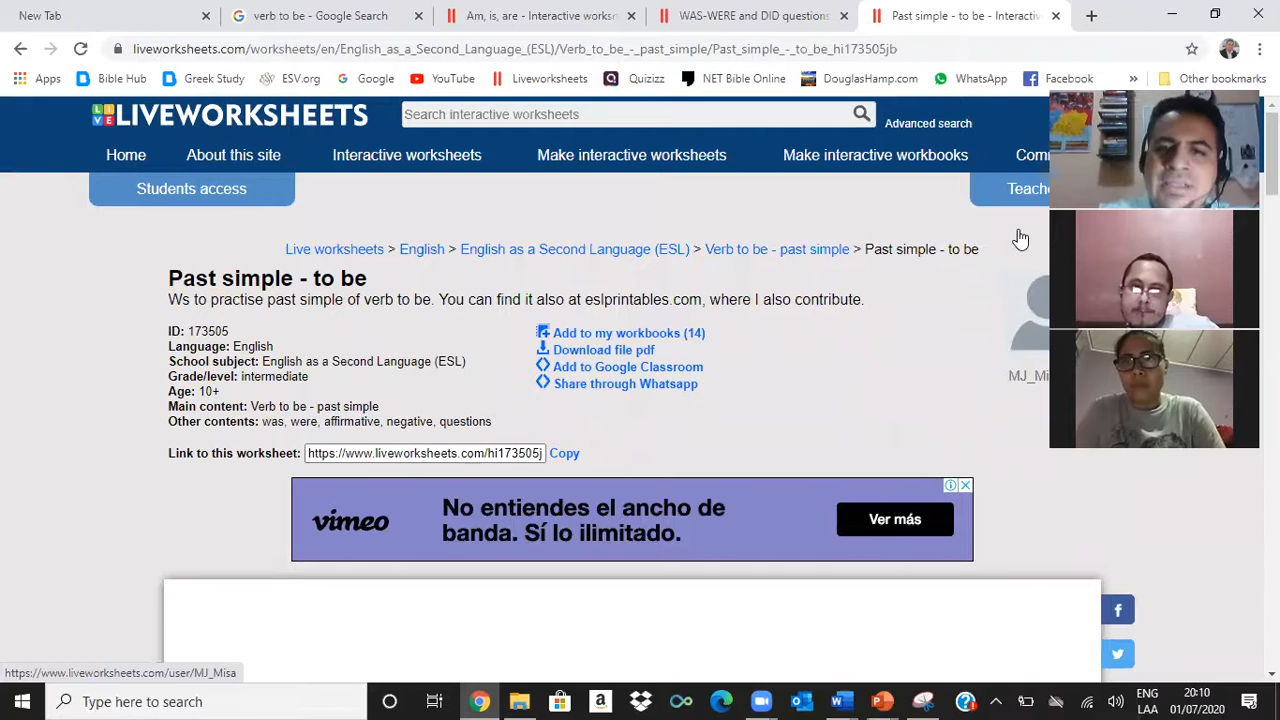 New Tab
verb to be - Google Search
Am, is, are - Interactive works
WAS-WERE and DID questions
Past simple - to be - Interactiv
liveworksheets.com/worksheets/en/English_as_a_Second_Language_(ESL)/Verb_to_be_-_past_simple/Past_simple_-_to_be_hi173505jb
Apps
Bible Hub
Greek Study
ESV.org
Google
YouTube
Liveworksheets
Quizizz
NET Bible Online
DouglasHamp.com
WhatsApp
Facebook
»
Other bookmarks
LIVEWORKSHEETS
Search interactive worksheets
Advanced search
Home
About this site
Interactive worksheets
Make interactive worksheets
Make interactive workbooks
Com
Students access
Teache
Live worksheets > English > English as a Second Language (ESL) > Verb to be - past simple > Past simple - to be
Past simple - to be
Ws to practise past simple of verb to be. You can find it also at eslprintables.com, where I also contribute.
ID: 173505
Language: English
School subject: English as a Second Language (ESL)
Grade/level: intermediate
Age: 10+
Main content: Verb to be - past simple
Other contents: was, were, affirmative, negative, questions
Add to my workbooks (14)
Download file pdf
Add to Google Classroom
Share through Whatsapp
MJ_Mi
Link to this worksheet: https://www.liveworksheets.com/hi173505j Copy
vimeo
No entiendes el ancho de
banda. Sí lo ilimitado.
Ver más
https://www.liveworksheets.com/user/MJ_Misa
Type here to search
ENG
LAA
20:10
01/07/2020